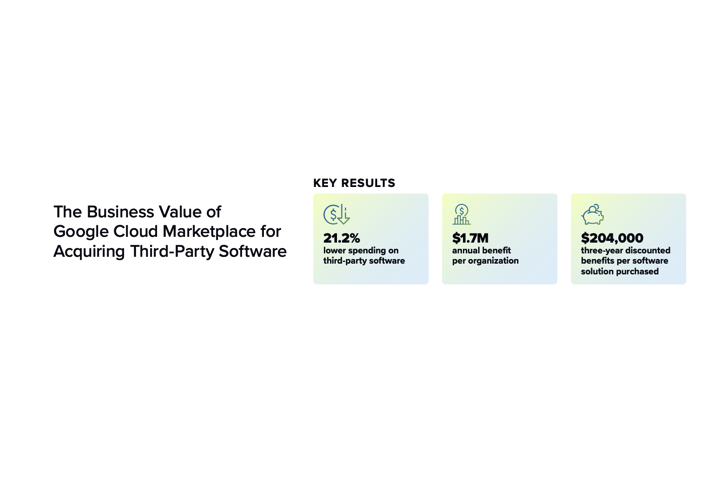 The Business Value of
Google Cloud Marketplace for
Acquiring Third-Party Software
KEY RESULTS
21.2%
lower spending on
third-party software
$1.7M
annual benefit
per organization
$204,000
three-year discounted
benefits per software
solution purchased